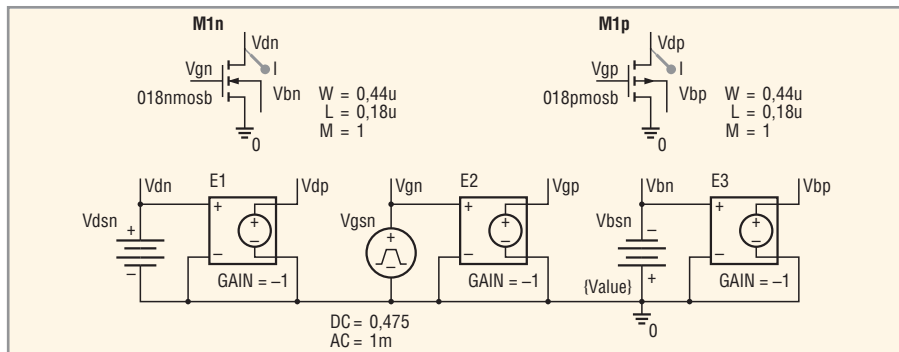 M1n
M1p
Vdn
Vdp
Vgn
I
Vgp
I
018nmosb
Vbn
018pmosb
Vbp
W = 0,44u
L = 0,18u
M = 1
W = 0,44u
L = 0,18u
M = 1
0
0
Vdn
E1
Vdp
Vgn
E2
Vgp
Vbn
E3
Vbp
Vdsn
+
–
+
–
+
–
Vgsn
+
–
+
–
+
–
Vbsn
–
+
+
–
+
–
{Value}
GAIN = –1
GAIN = –1
GAIN = –1
DC = 0,475
AC = 1m
0